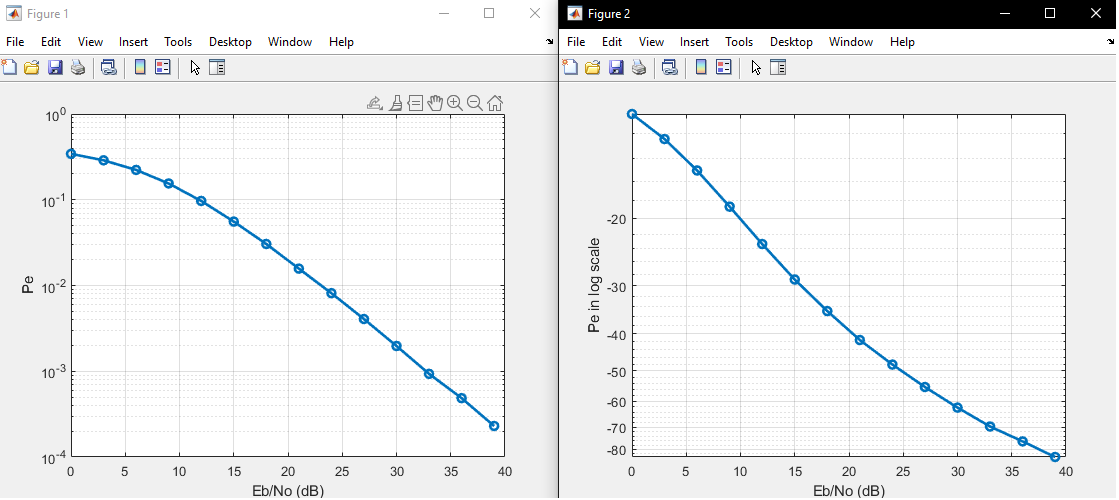 Figure 1
File Edit View Insert Tools Desktop Window Help
10^0
10^-1
10^-2
10^-3
10^-4
Pe
0 5 10 15 20 25 30 35 40
Eb/No (dB)
Figure 2
File Edit View Insert Tools Desktop Window Help
-20
-30
-40
-50
-60
-70
-80
Pe in log scale
0 5 10 15 20 25 30 35 40
Eb/No (dB)